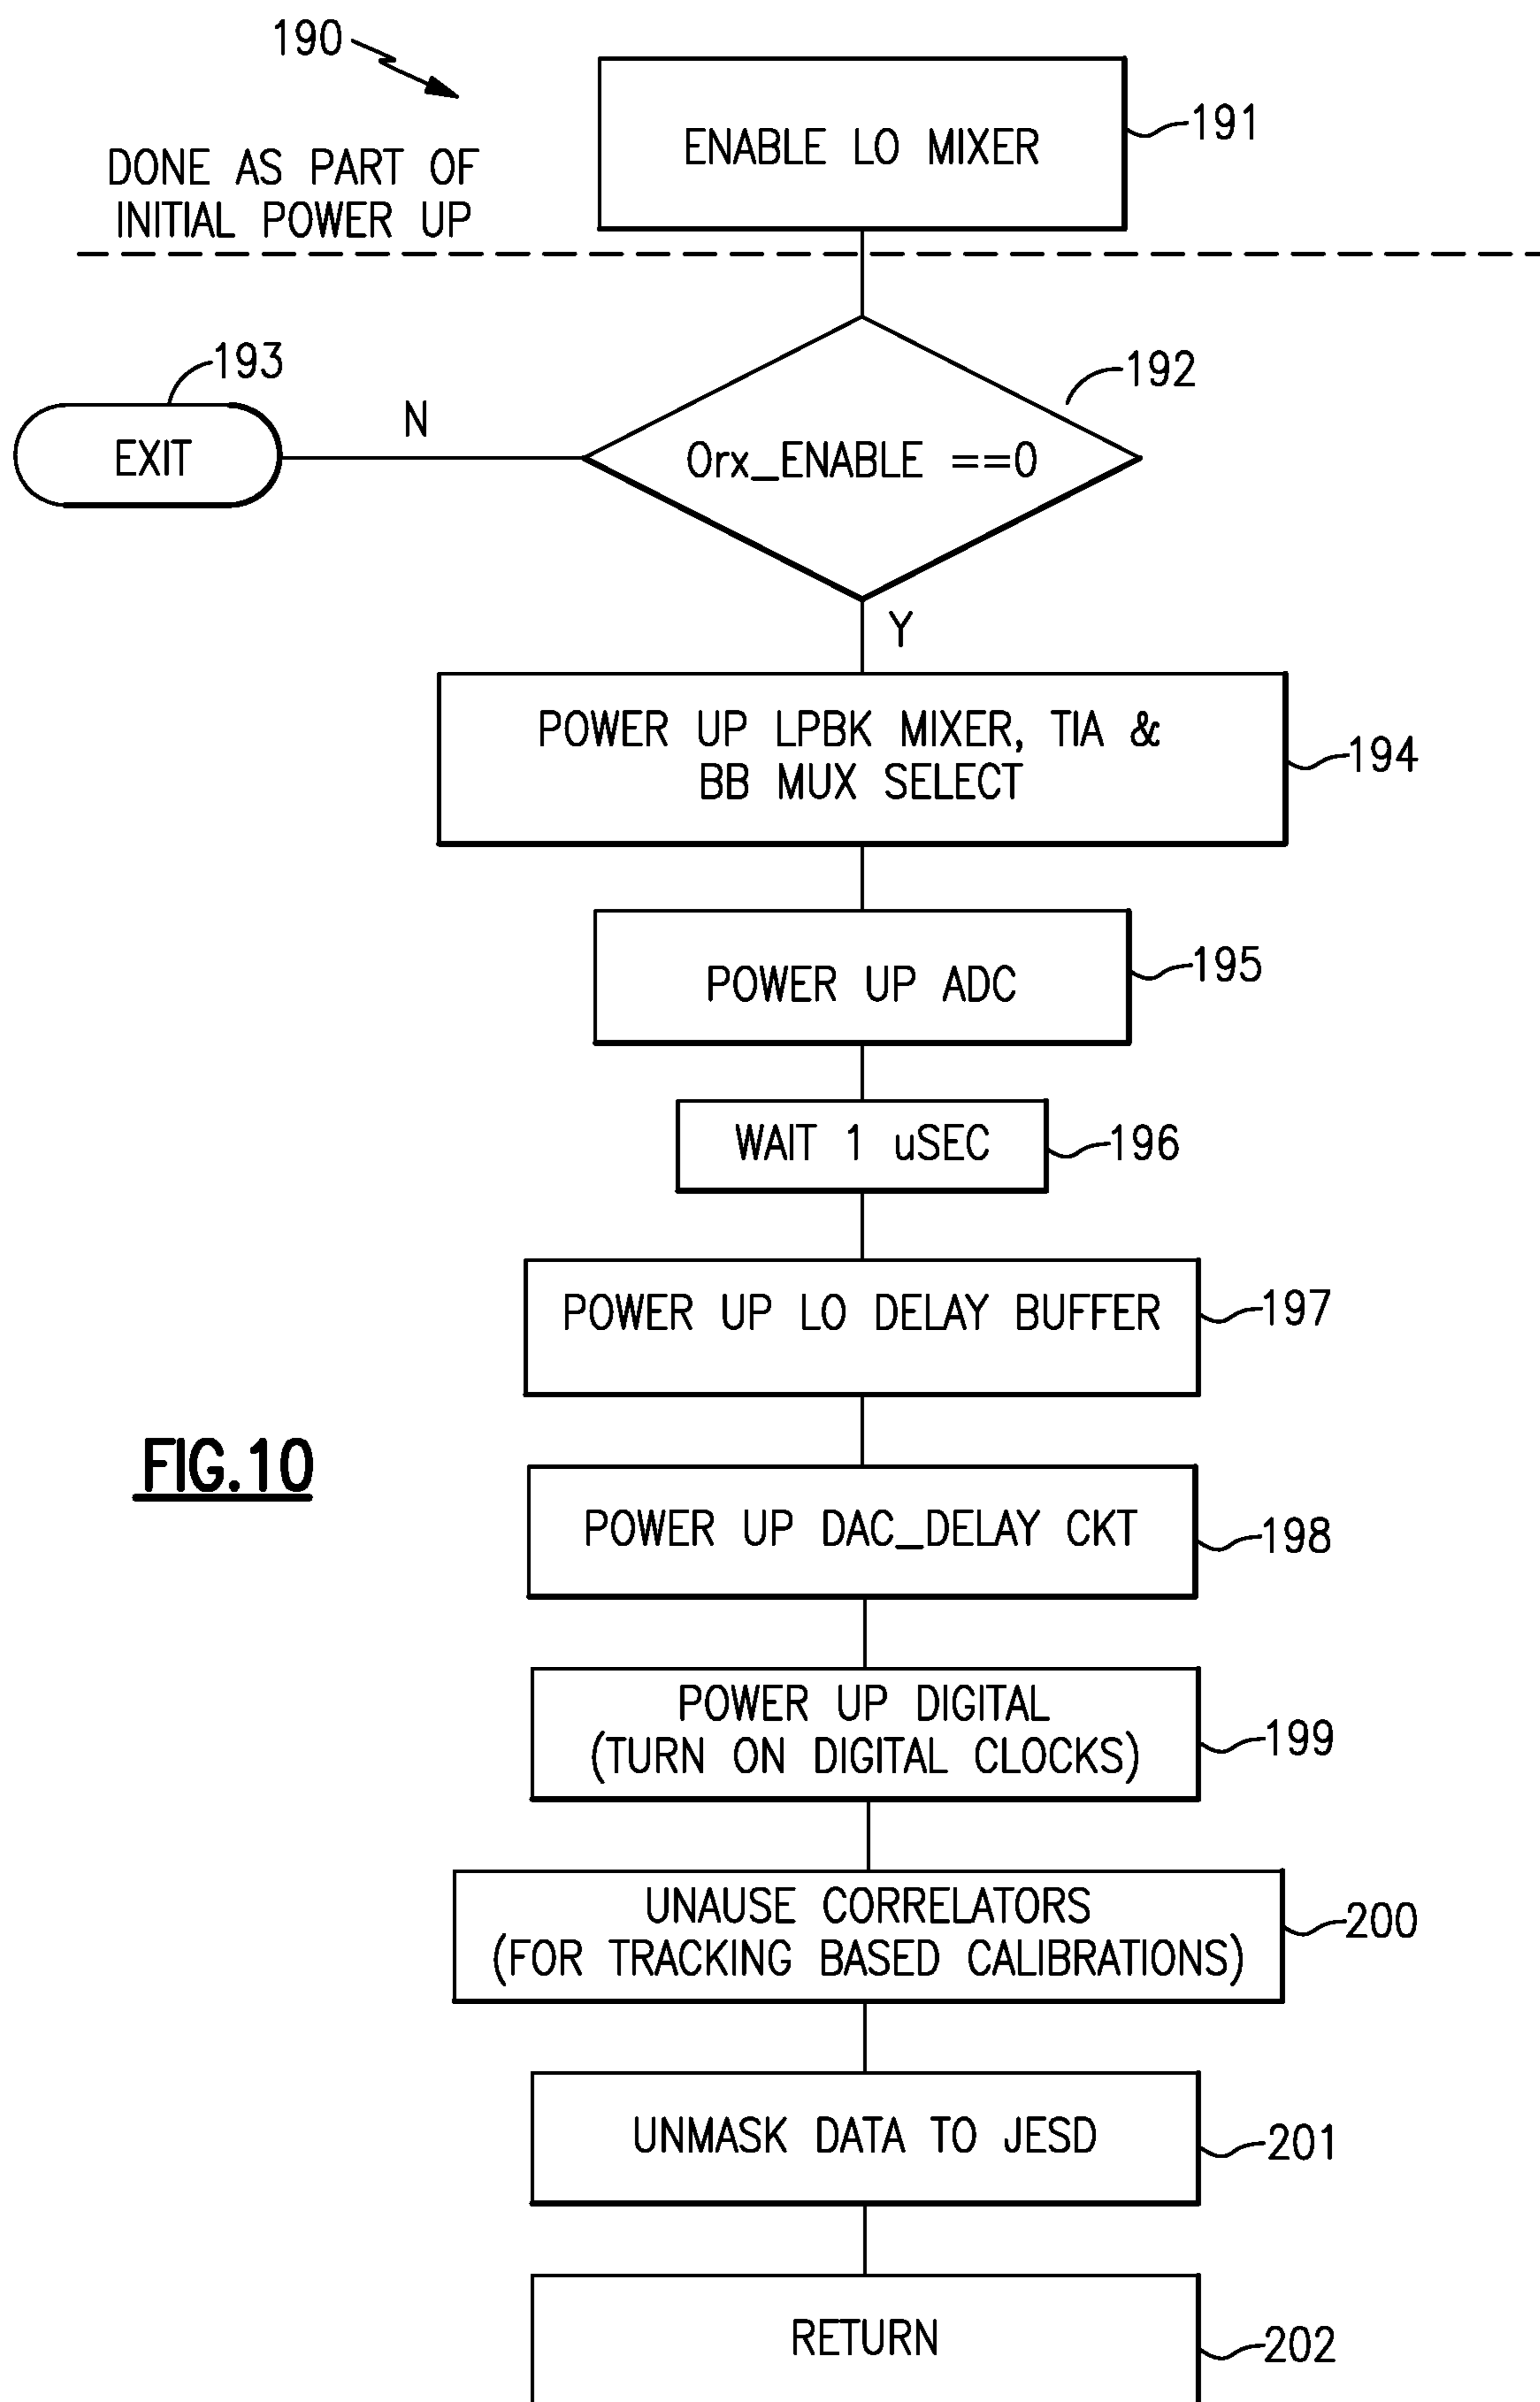 190
ENABLE LO MIXER
191
DONE AS PART OF
INITIAL POWER UP
193
192
EXIT
N
Orx_ENABLE ==0
Y
POWER UP LPBK MIXER, TIA &
BB MUX SELECT
194
POWER UP ADC
195
WAIT 1 uSEC
196
POWER UP LO DELAY BUFFER
197
FIG.10
POWER UP DAC_DELAY CKT
198
POWER UP DIGITAL
(TURN ON DIGITAL CLOCKS)
199
UNAUSE CORRELATORS
(FOR TRACKING BASED CALIBRATIONS)
200
UNMASK DATA TO JESD
201
RETURN
202